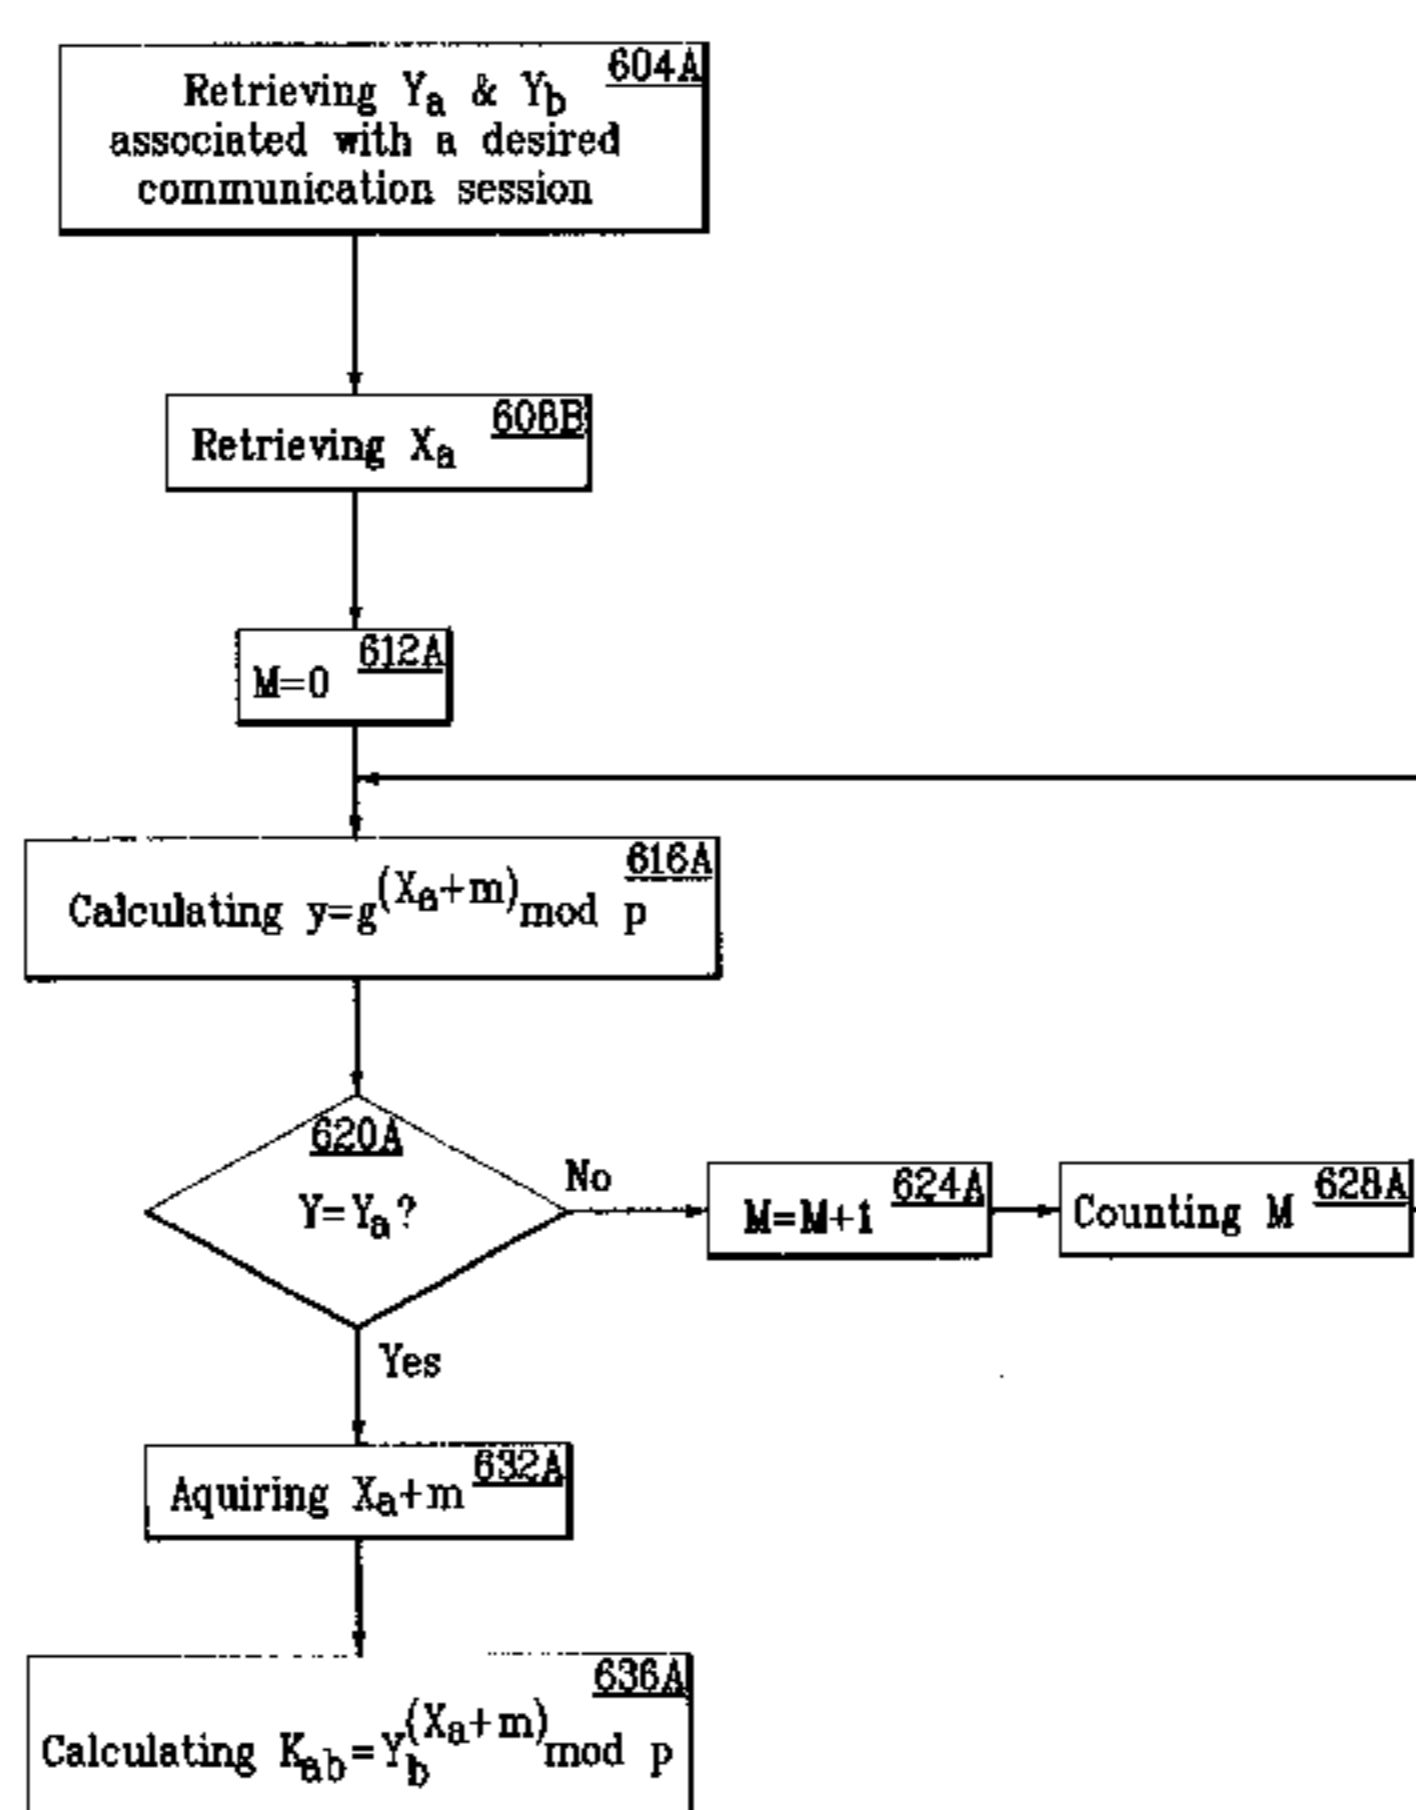 604A
Retrieving Ya & Yb
associated with a desired
communication session
608B
Retrieving Xa
612A
M=0
616A
Calculating y=g(Xa+m)mod p
620A
Y=Ya?
No
624A
M=M+1
628A
Counting M
Yes
632A
Aquiring Xa+m
636A
Calculating Kab=Yb(Xa+m)mod p